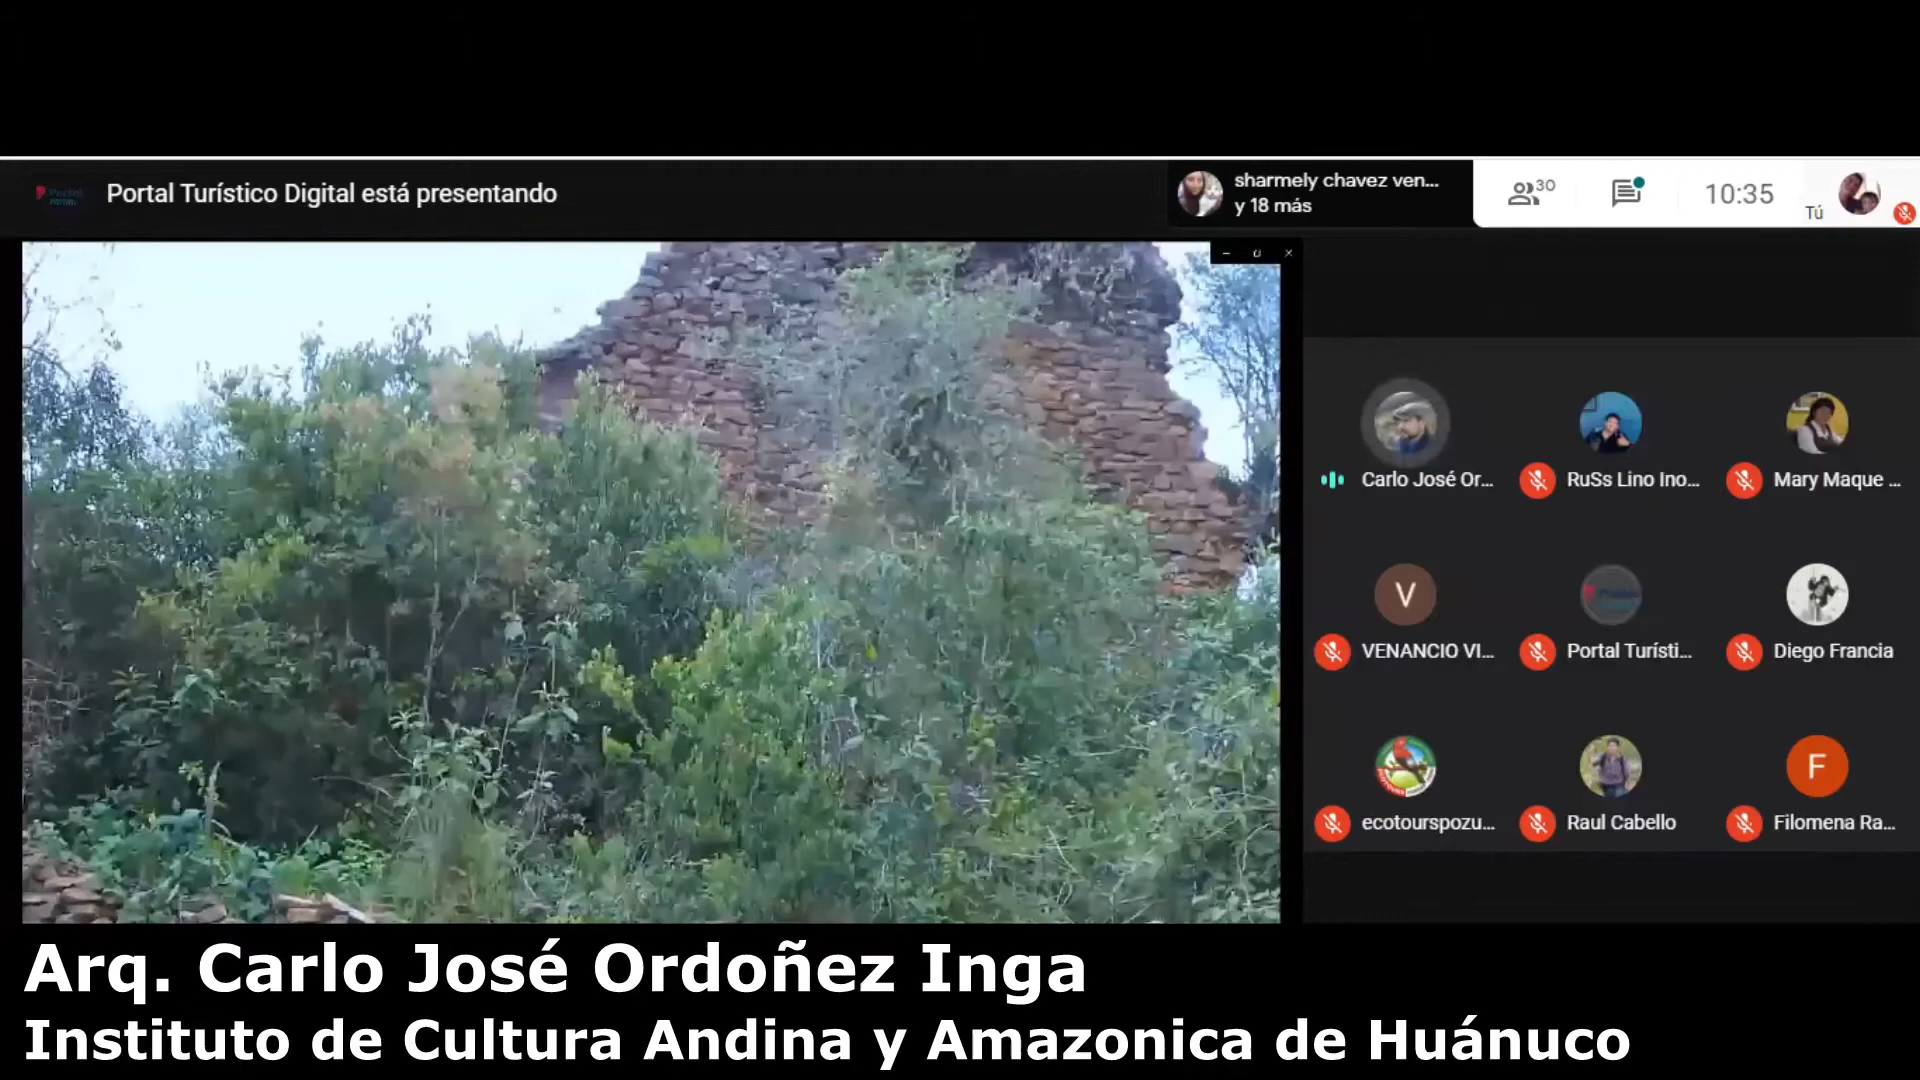 Portal Turístico Digital está presentando
sharmely chavez ven...
y 18 más
30
10:35
Tú
Carlo José Or...
RuSs Lino Ino...
Mary Maque ...
V
VENANCIO VI...
Portal Turísti...
Diego Francia
ecotourspozu...
Raul Cabello
F
Filomena Ra...
Arq. Carlo José Ordoñez Inga
Instituto de Cultura Andina y Amazonica de Huánuco